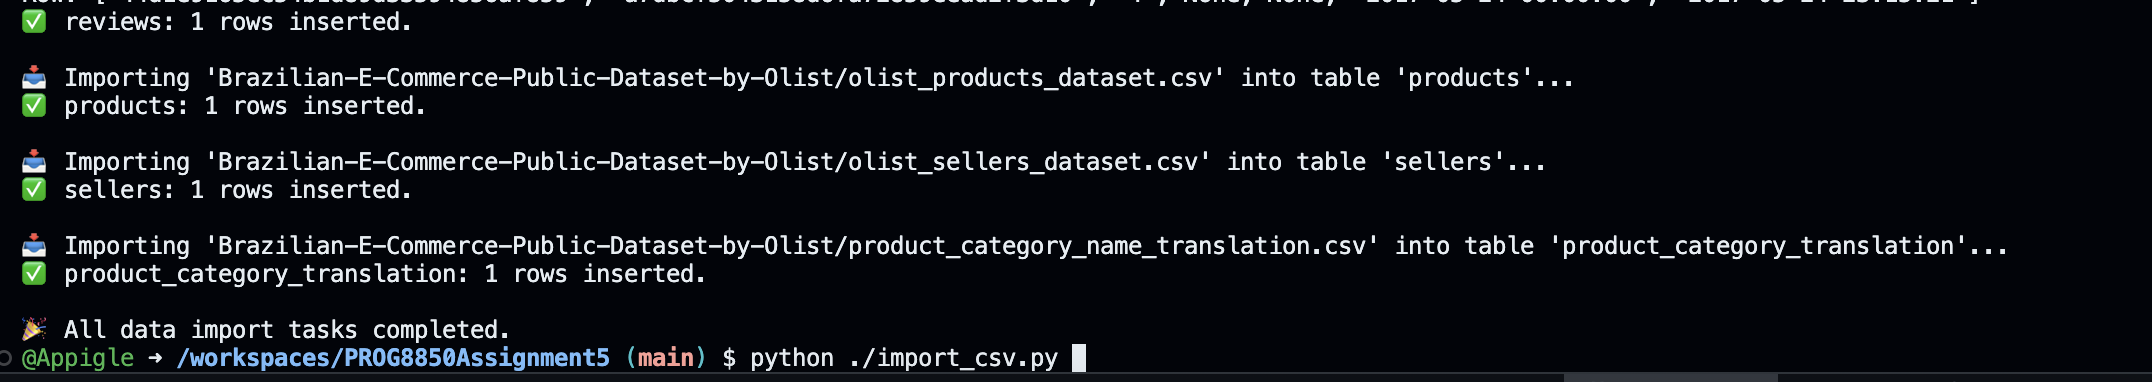 ✅ reviews: 1 rows inserted.
📥 Importing 'Brazilian-E-Commerce-Public-Dataset-by-Olist/olist_products_dataset.csv' into table 'products'...
✅ products: 1 rows inserted.
📥 Importing 'Brazilian-E-Commerce-Public-Dataset-by-Olist/olist_sellers_dataset.csv' into table 'sellers'...
✅ sellers: 1 rows inserted.
📥 Importing 'Brazilian-E-Commerce-Public-Dataset-by-Olist/product_category_name_translation.csv' into table 'product_category_translation'...
✅ product_category_translation: 1 rows inserted.
🎉 All data import tasks completed.
@Appigle ➜ /workspaces/PROG8850Assignment5 (main) $ python ./import_csv.py